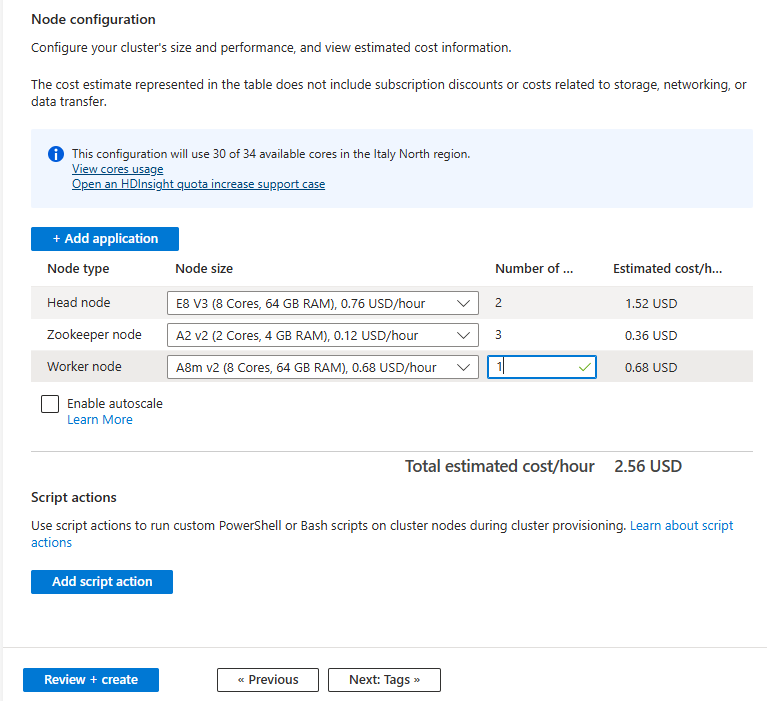 Node configuration
Configure your cluster's size and performance, and view estimated cost information.
The cost estimate represented in the table does not include subscription discounts or costs related to storage, networking, or
data transfer.
This configuration will use 30 of 34 available cores in the Italy North region.
View cores usage
Open an HDInsight quota increase support case
+ Add application
Node type Node size Number of ... Estimated cost/h...
Head node E8 V3 (8 Cores, 64 GB RAM), 0.76 USD/hour 2 1.52 USD
Zookeeper node A2 v2 (2 Cores, 4 GB RAM), 0.12 USD/hour 3 0.36 USD
Worker node A8m v2 (8 Cores, 64 GB RAM), 0.68 USD/hour 1 0.68 USD
Enable autoscale
Learn More
Total estimated cost/hour 2.56 USD
Script actions
Use script actions to run custom PowerShell or Bash scripts on cluster nodes during cluster provisioning. Learn about script
actions
Add script action
Review + create « Previous Next: Tags »